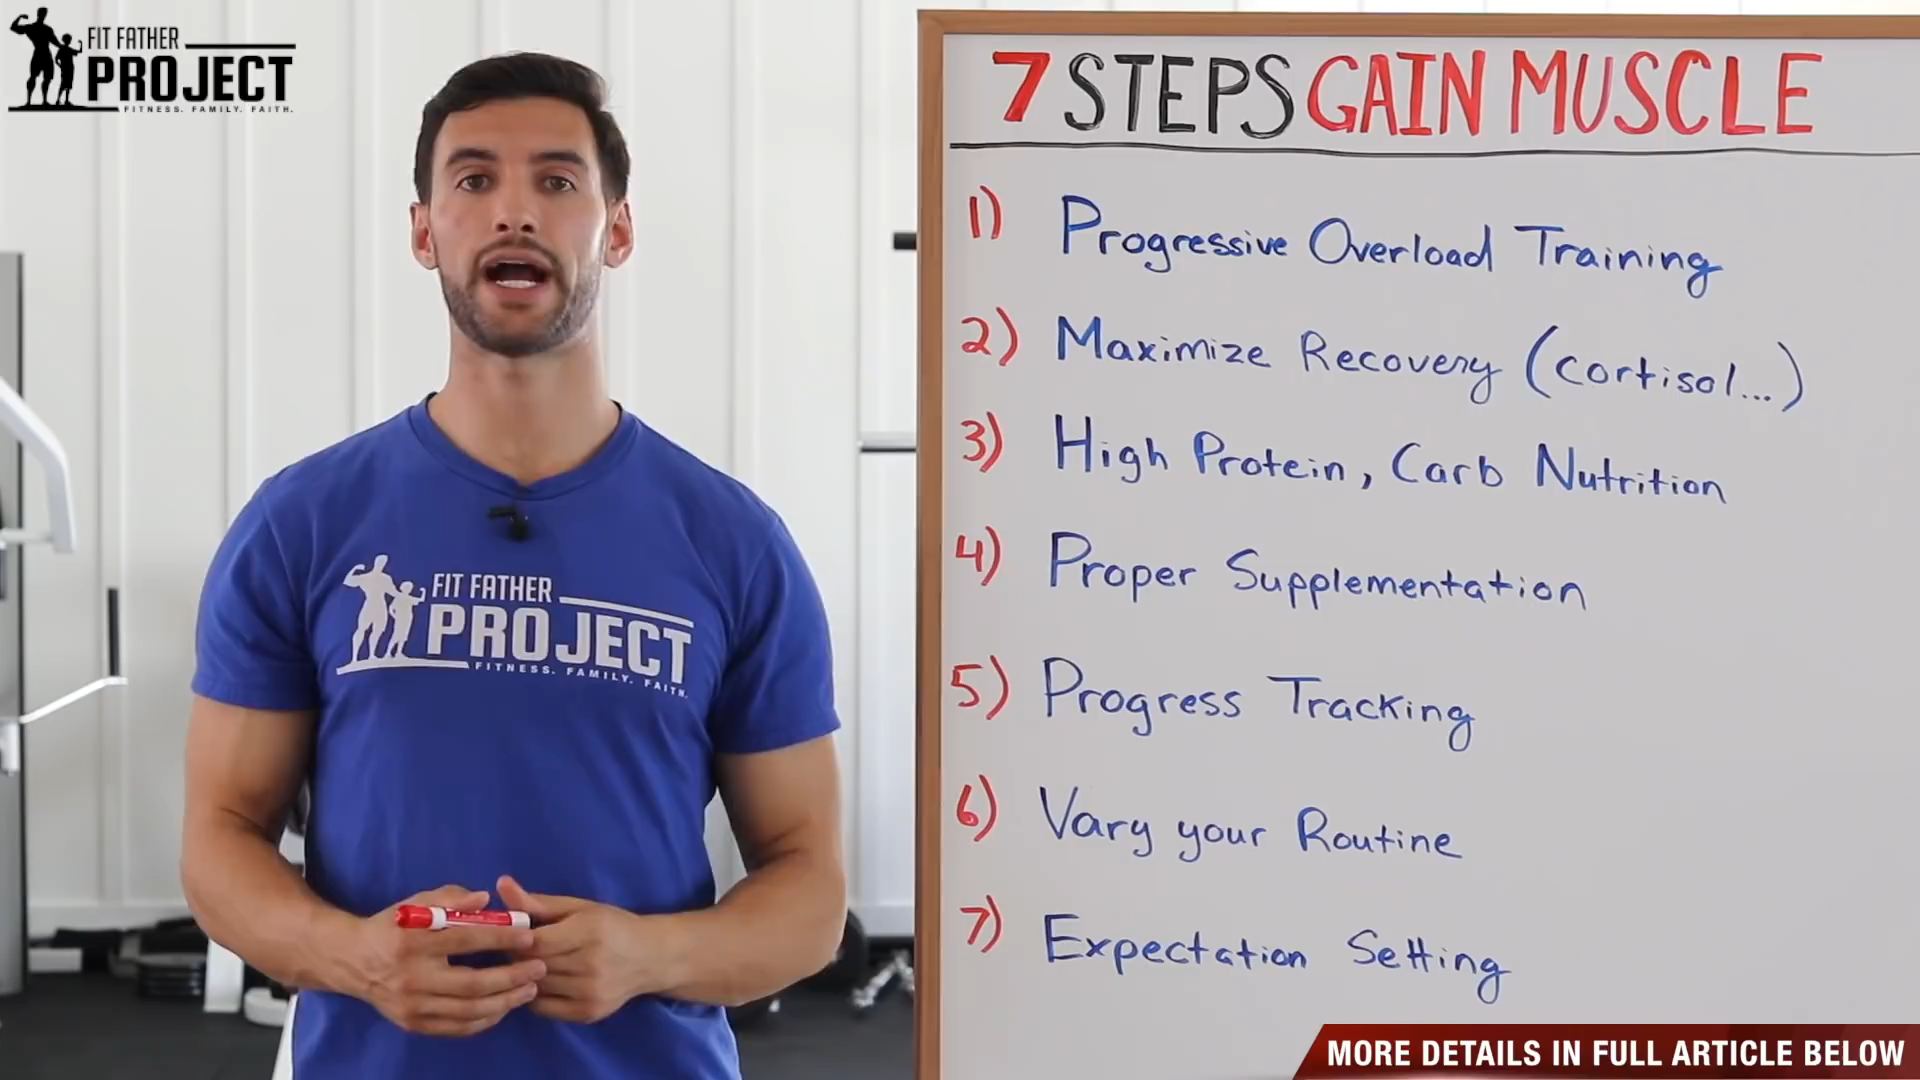 FIT FATHER
PROJECT
FITNESS. FAMILY. FAITH.
7 STEPS GAIN MUSCLE
1) Progressive Overload Training
2) Maximize Recovery (cortisol...)
3) High Protein, Carb Nutrition
4) Proper Supplementation
5) Progress Tracking
6) Vary your Routine
7) Expectation Setting
FIT FATHER
PROJECT
FITNESS. FAMILY. FAITH.
MORE DETAILS IN FULL ARTICLE BELOW